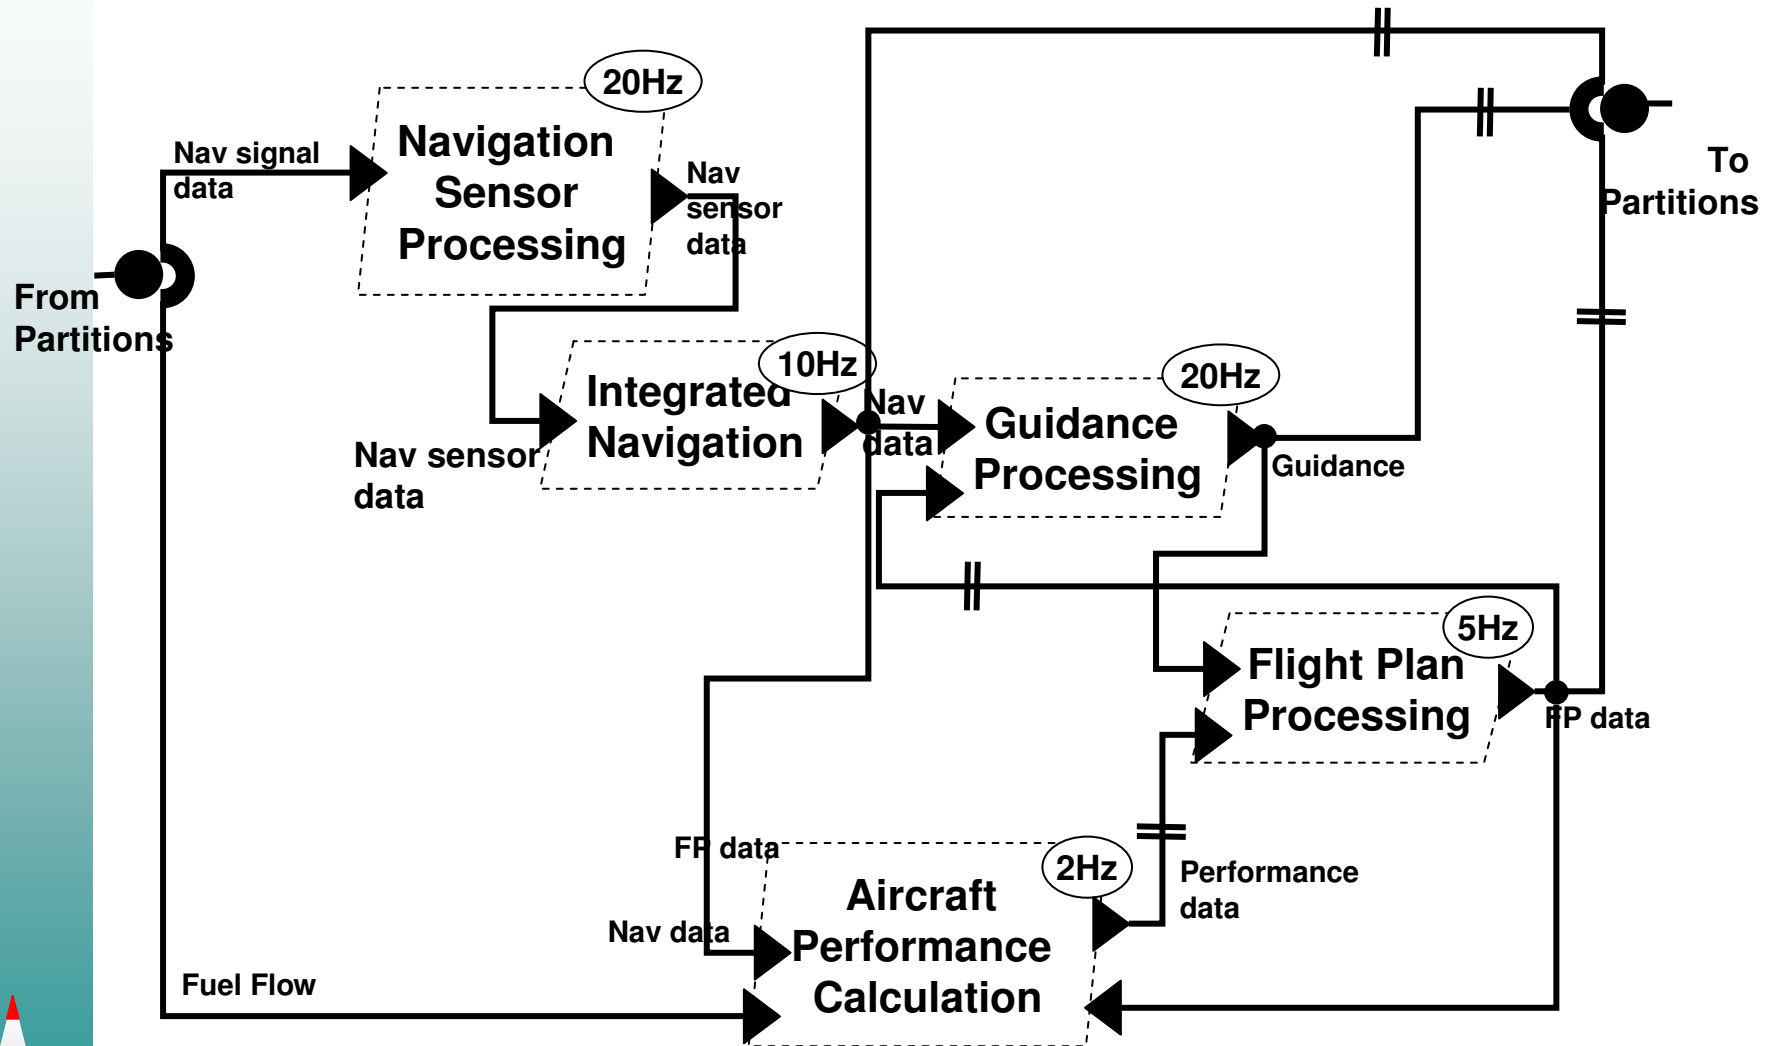 20Hz
Navigation
Sensor
Processing
Nav signal
data
Nav
sensor
data
To
Partitions
From
Partitions
10Hz
Integrated
Navigation
Nav sensor
data
Nav
data
20Hz
Guidance
Processing
Guidance
5Hz
Flight Plan
Processing
FP data
FP data
2Hz
Aircraft
Performance
Calculation
Performance
data
Nav data
Fuel Flow